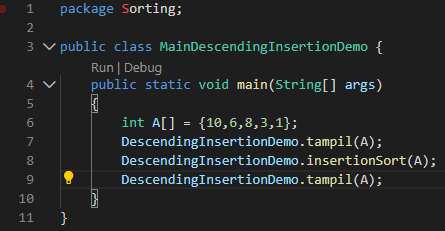 1 package Sorting;
2
3 public class MainDescendingInsertionDemo {
Run | Debug
4 public static void main(String[] args)
5 {
6 int A[] = {10,6,8,3,1};
7 DescendingInsertionDemo.tampil(A);
8 DescendingInsertionDemo.insertionSort(A);
9 DescendingInsertionDemo.tampil(A);
10 }
11 }